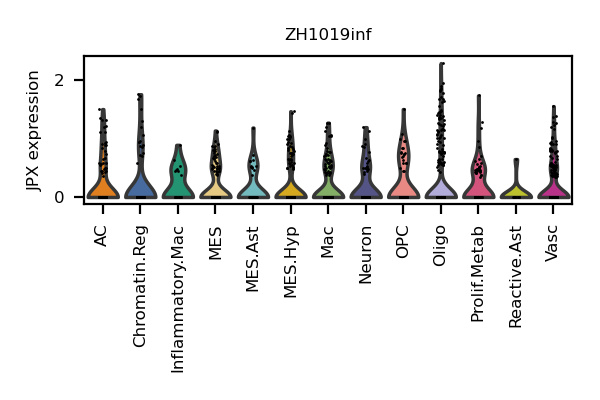 ZH1019inf
JPX expression
2
0
AC
Chromatin.Reg
Inflammatory.Mac
MES
MES.Ast
MES.Hyp
Mac
Neuron
OPC
Oligo
Prolif.Metab
Reactive.Ast
Vasc